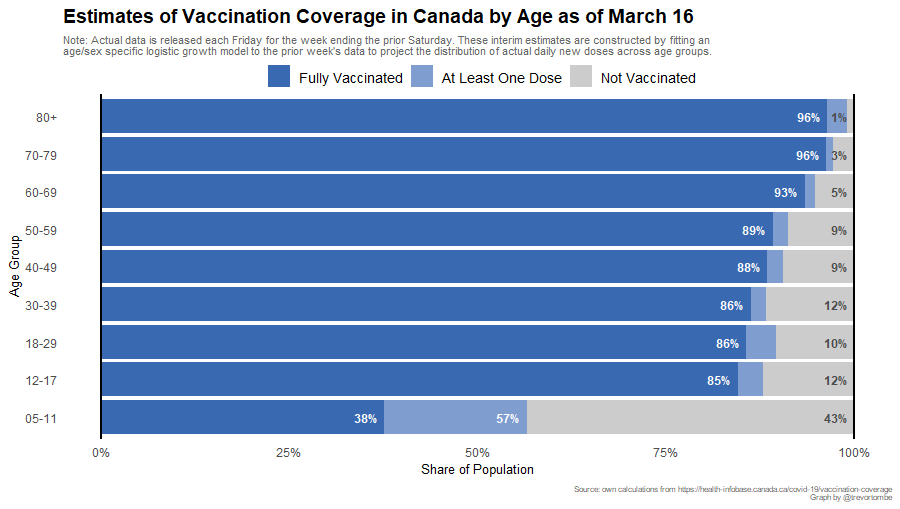 Estimates of Vaccination Coverage in Canada by Age as of March 16
Note: Actual data is released each Friday for the week ending the prior Saturday. These interim estimates are constructed by fitting an
age/sex specific logistic growth model to the prior week's data to project the distribution of actual daily new doses across age groups.
Fully Vaccinated At Least One Dose Not Vaccinated
80+ 96% 1%
70-79 96% 3%
60-69 93% 5%
50-59 89% 9%
Age Group
40-49 88% 9%
30-39 86% 12%
18-29 86% 10%
12-17 85% 12%
05-11 38% 57% 43%
0% 25% 50% 75% 100%
Share of Population
Source: own calculations from https://health-infobase.canada.ca/covid-19/vaccination-coverage
Graph by @trevortombe